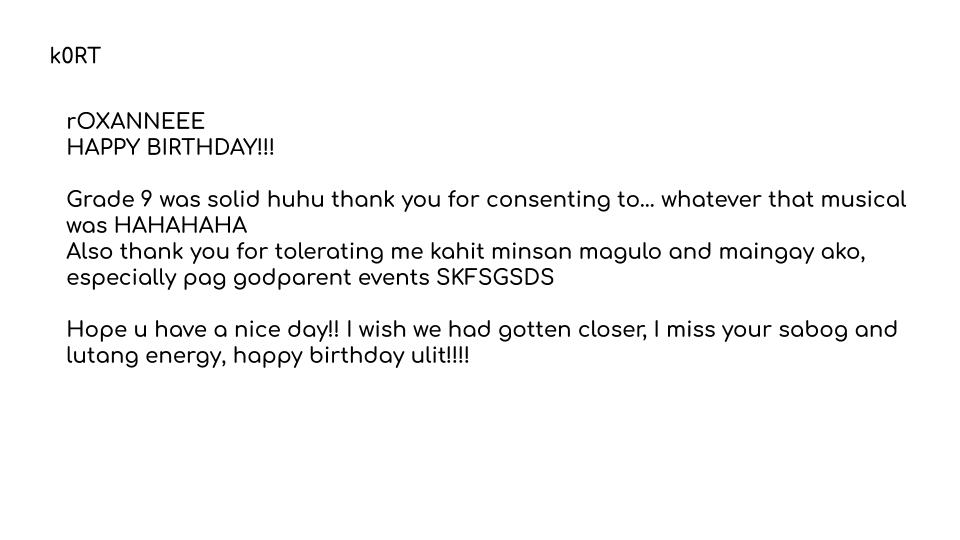 k0RT
rOXANNEEE
HAPPY BIRTHDAY!!!
Grade 9 was solid huhu thank you for consenting to... whatever that musical
was HAHAHAHA
Also thank you for tolerating me kahit minsan magulo and maingay ako,
especially pag godparent events SKFSGSDS
Hope u have a nice day!! I wish we had gotten closer, I miss your sabog and
lutang energy, happy birthday ulit!!!!